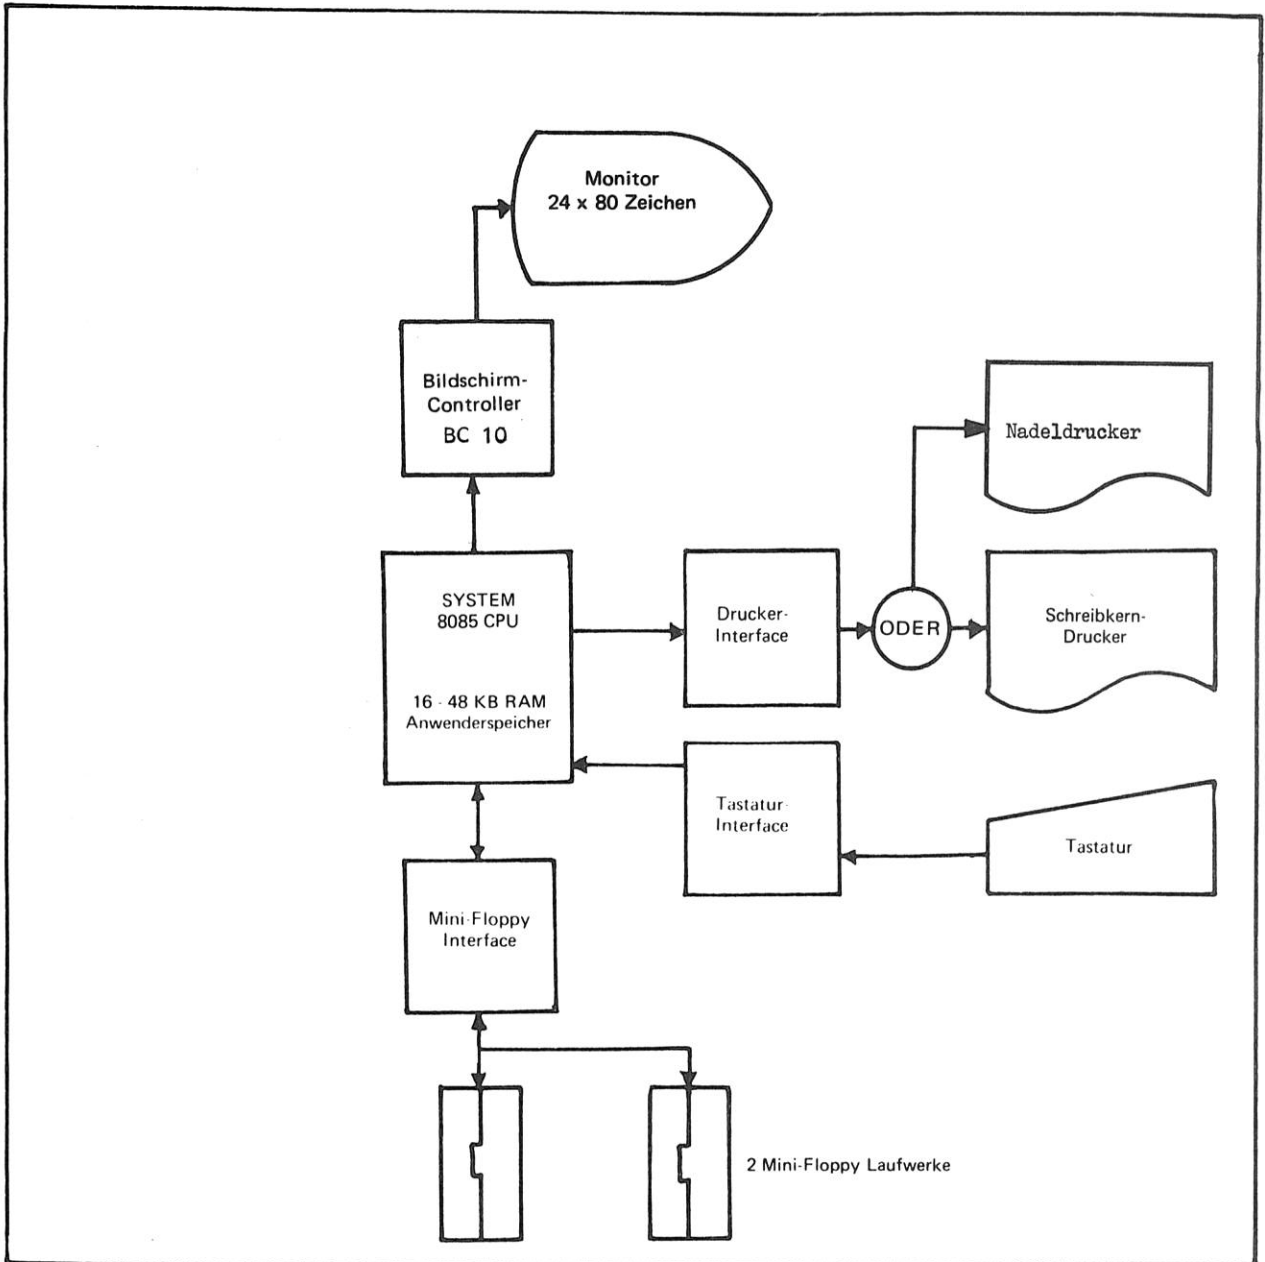 Monitor
24 x 80 Zeichen
Bildschirm-
Controller
BC 10
Nadeldrucker
SYSTEM
8085 CPU
16 - 48 KB RAM
Anwenderspeicher
Drucker-
Interface
ODER
Schreibkern-
Drucker
Tastatur-
Interface
Tastatur
Mini-Floppy
Interface
2 Mini-Floppy Laufwerke